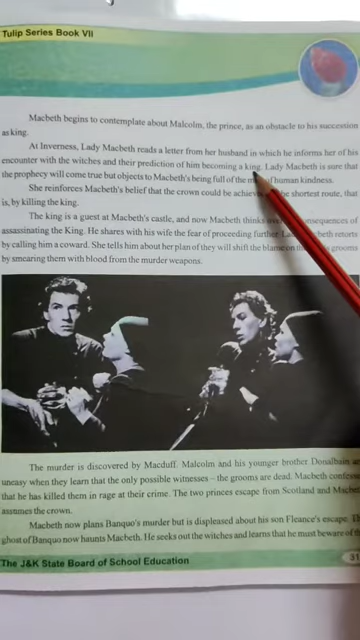 Tulip Series Book VII
Macbeth begins to contemplate about Malcolm, the prince, as an obstacle to his succession
as king.
At Inverness, Lady Macbeth reads a letter from her husband in which he informs her of his
encounter with the witches and their prediction of him becoming a king. Lady Macbeth is sure that
the prophecy will come true but objects to Macbeth's being full of the of human kindness.
She reinforces Macbeth's belief that the crown could be shortest route, that
is, by killing the king.
The king is a guest at Macbeth's castle, and now Macbeth thinks consequences of
assassinating the King. He shares with his wife the fear of proceeding further. retorts
by calling him a coward. She tells him about her plan of they will shift the blame on grooms
by smearing them with blood from the murder weapons.
The murder is discovered by Macduff. Malcolm and his younger brother Donalbain
uneasy when they learn that the only possible witnesses – the grooms are dead. Macbeth
that he has killed them in rage at their crime. The two princes escape from Scotland and
assumes the crown.
Macbeth now plans Banquo's murder but is displeased about his son Fleance's escape.
ghost of Banquo now haunts Macbeth. He seeks out the witches and learns that he must beware of
The J&K State Board of School Education
31